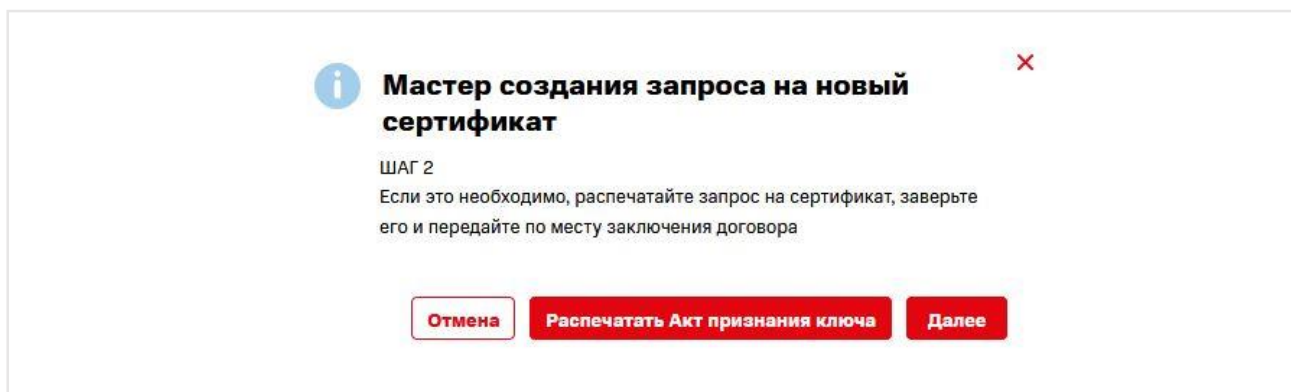 Мастер создания запроса на новый
сертификат
ШАГ 2
Если это необходимо, распечатайте запрос на сертификат, заверьте
его и передайте по месту заключения договора
Отмена
Распечатать Акт признания ключа
Далее